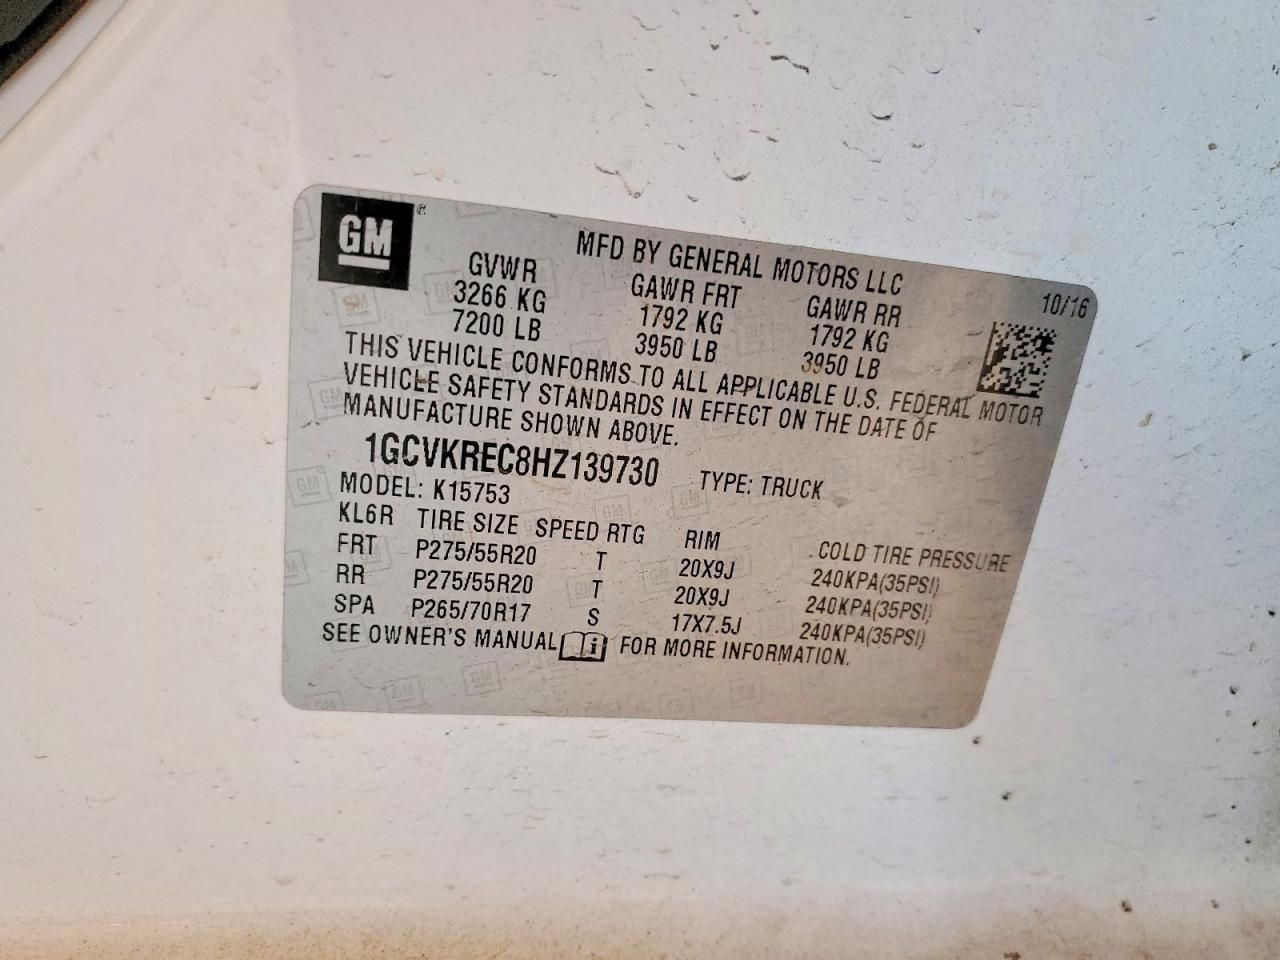 GM
MFD BY GENERAL MOTORS LLC
10/16
GVWR GAWR FRT GAWR RR
3266 KG 1792 KG 1792 KG
7200 LB 3950 LB 3950 LB
THIS VEHICLE CONFORMS TO ALL APPLICABLE U.S. FEDERAL MOTOR
VEHICLE SAFETY STANDARDS IN EFFECT ON THE DATE OF
MANUFACTURE SHOWN ABOVE.
1GCVKREC8HZ139730 TYPE: TRUCK
MODEL: K15753
KL6R TIRE SIZE SPEED RTG RIM COLD TIRE PRESSURE
FRT P275/55R20 T 20X9J 240KPA(35PSI)
RR P275/55R20 T 20X9J 240KPA(35PSI)
SPA P265/70R17 S 17X7.5J 240KPA(35PSI)
SEE OWNER'S MANUAL FOR MORE INFORMATION.